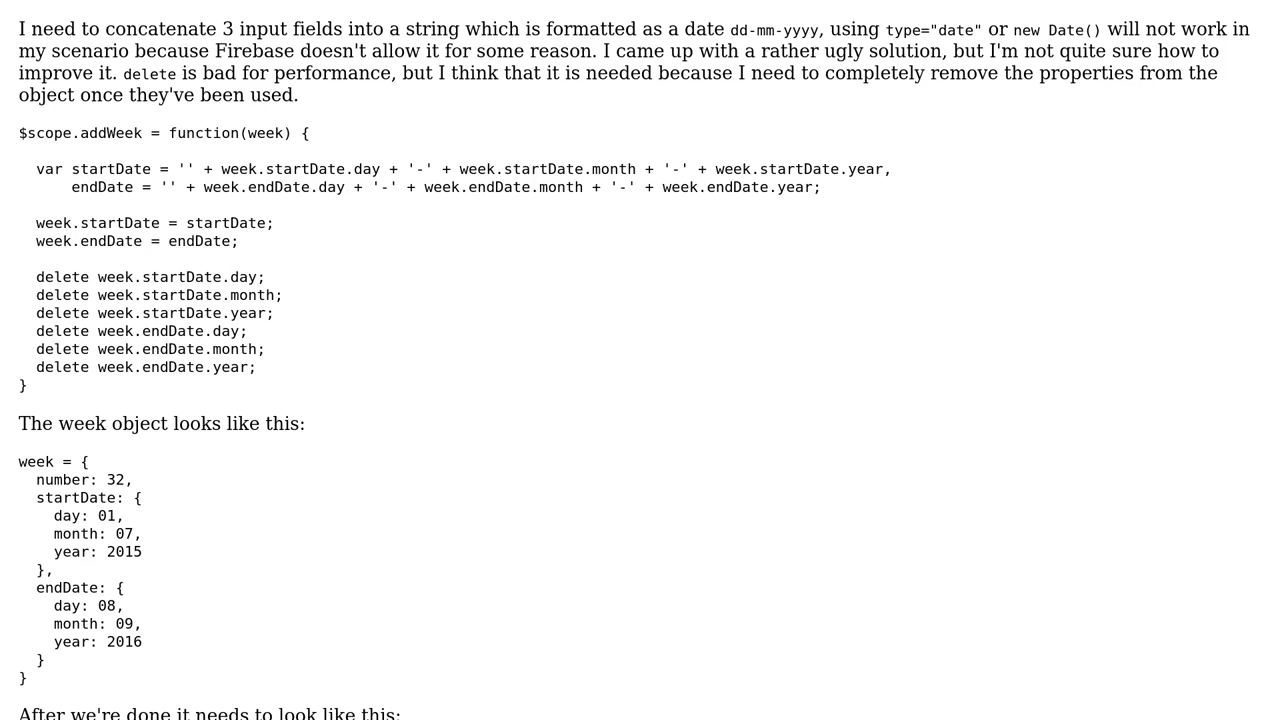 I need to concatenate 3 input fields into a string which is formatted as a date dd-mm-yyyy, using type="date" or new Date() will not work in
my scenario because Firebase doesn't allow it for some reason. I came up with a rather ugly solution, but I'm not quite sure how to
improve it. delete is bad for performance, but I think that it is needed because I need to completely remove the properties from the
object once they've been used.
$scope.addWeek = function(week) {
  var startDate = '' + week.startDate.day + '-' + week.startDate.month + '-' + week.startDate.year,
      endDate = '' + week.endDate.day + '-' + week.endDate.month + '-' + week.endDate.year;
  week.startDate = startDate;
  week.endDate = endDate;
  delete week.startDate.day;
  delete week.startDate.month;
  delete week.startDate.year;
  delete week.endDate.day;
  delete week.endDate.month;
  delete week.endDate.year;
}
The week object looks like this:
week = {
  number: 32,
  startDate: {
    day: 01,
    month: 07,
    year: 2015
  },
  endDate: {
    day: 08,
    month: 09,
    year: 2016
  }
}
After we're done it needs to look like this: